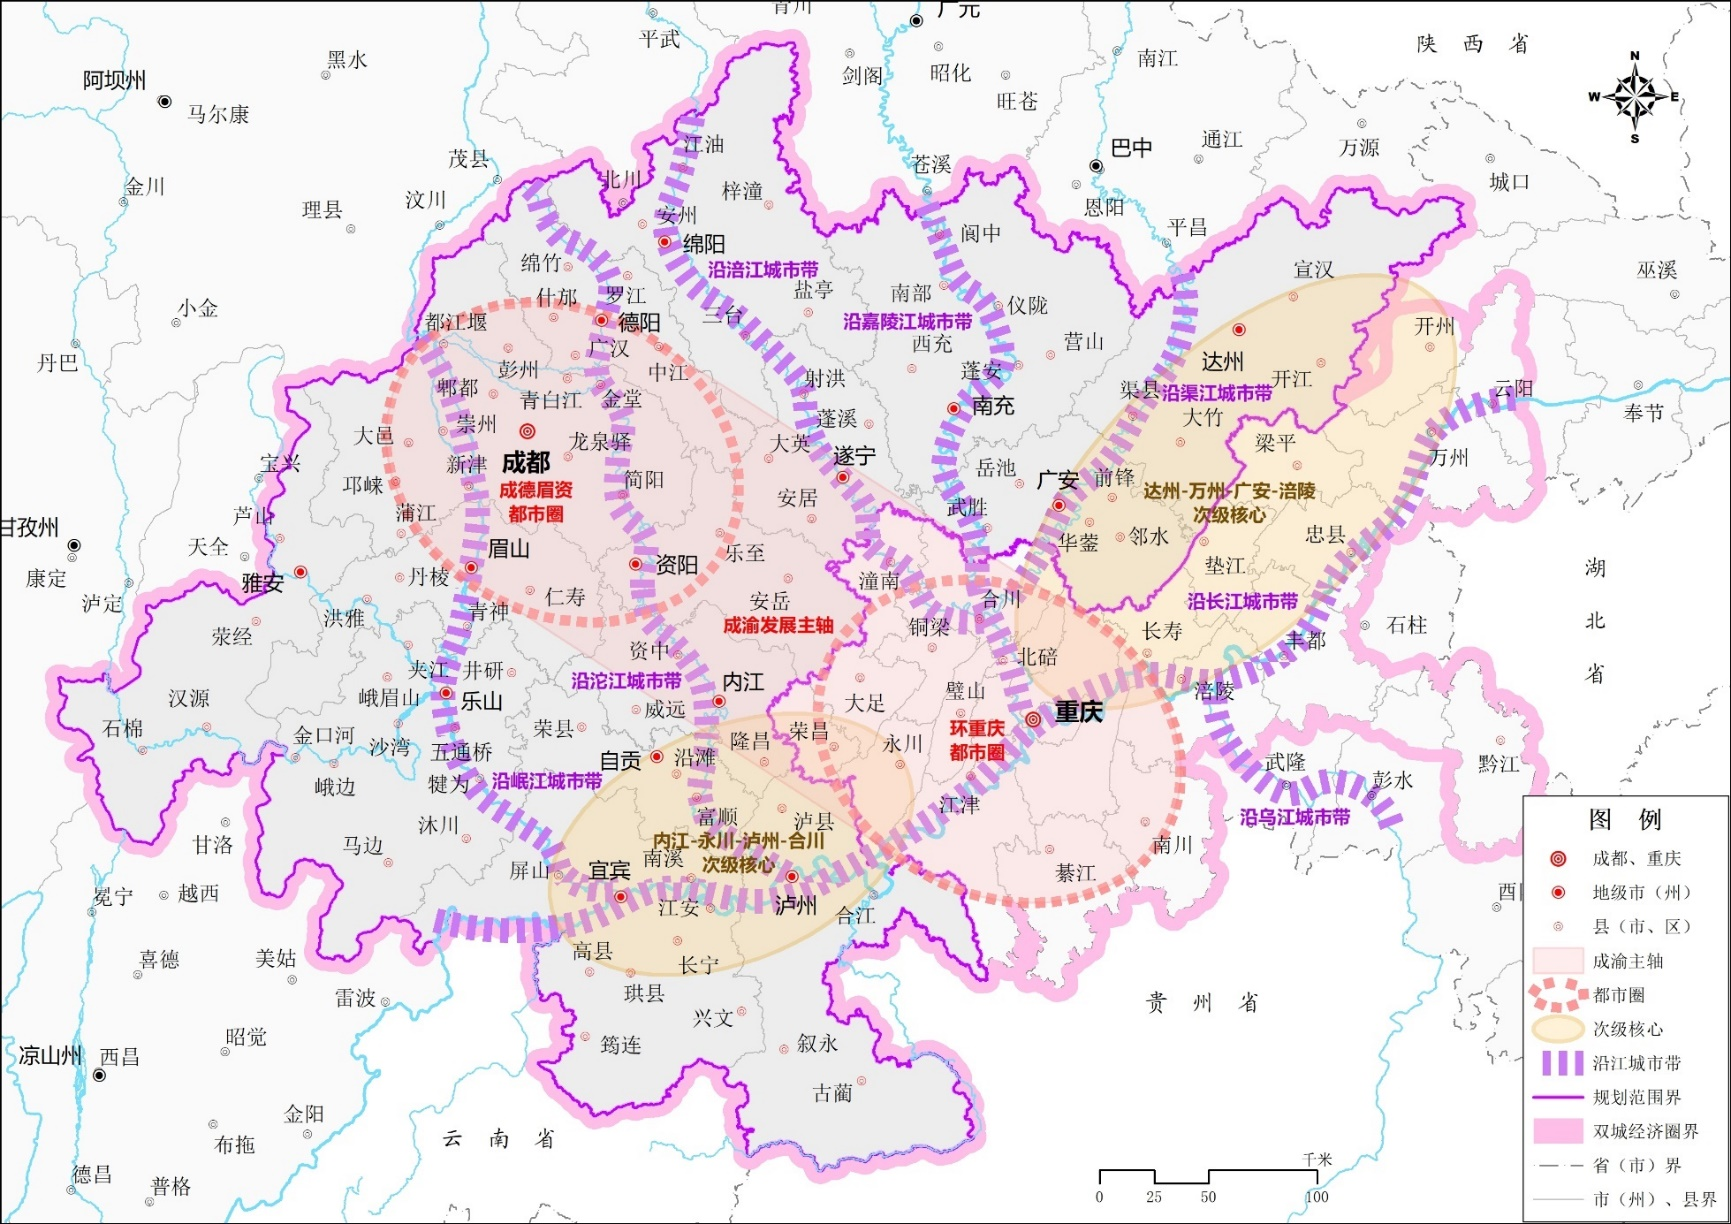 青川
广元
平武
陕西省
黑水
剑阁
昭化
南江
阿坝州
马尔康
旺苍
N
W
E
S
江油
巴中
通江
万源
茂县
北川
梓潼
苍溪
城口
金川
汶川
理县
安州
绵阳
阆中
恩阳
平昌
绵竹
沿涪江城市带
宣汉
巫溪
小金
什邡
罗江
盐亭
南部
仪陇
都江堰
德阳
三台
沿嘉陵江城市带
开州
丹巴
广汉
西充
营山
彭州
中江
射洪
蓬安
达州
开江
郫都
青白江
金堂
渠县
沿渠江城市带
云阳
奉节
大邑
崇州
龙泉驿
大英
蓬溪
南充
大竹
梁平
宝兴
新津
成都
遂宁
岳池
广安
前锋
万州
邛崃
成德眉资
都市圈
简阳
安居
武胜
达州-万州-广安-涪陵
次级核心
芦山
蒲江
甘孜州
天全
眉山
资阳
乐至
华蓥
邻水
忠县
湖北省
康定
雅安
丹棱
潼南
垫江
泸定
仁寿
安岳
合川
沿长江城市带
荥经
洪雅
青神
成渝发展主轴
铜梁
长寿
丰都
石柱
夹江
井研
资中
北碚
汉源
峨眉山
乐山
沿沱江城市带
内江
大足
璧山
涪陵
石棉
威远
重庆
金口河
沙湾
五通桥
荣县
自贡
沿滩
隆昌
荣昌
永川
环重庆
都市圈
武隆
彭水
黔江
峨边
犍为
沿岷江城市带
江津
沿乌江城市带
沐川
富顺
泸县
甘洛
马边
内江-永川-泸州-合川
次级核心
南川
屏山
宜宾
南溪
綦江
冕宁
越西
江安
泸州
合江
喜德
美姑
高县
长宁
雷波
珙县
兴文
贵州省
昭觉
筠连
叙永
凉山州
西昌
古蔺
金阳
云南省
布拖
德昌
普格
千米
0
25
50
100
图例
成都、重庆
地级市（州）
县（市、区）
成渝主轴
都市圈
次级核心
沿江城市带
规划范围界
双城经济圈界
省（市）界
市（州）、县界